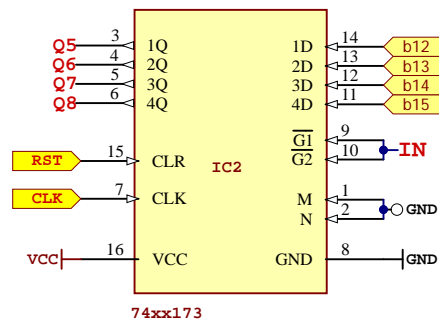 Q5 3 1Q 1D 14 b12
Q6 4 2Q 2D 13 b13
Q7 5 3Q 3D 12 b14
Q8 6 4Q 4D 11 b15
G1 9
G2 10 IN
RST 15 CLR IC2
CLK 7 CLK M 1
N 2 GND
VCC 16 VCC GND 8 GND
74xx173